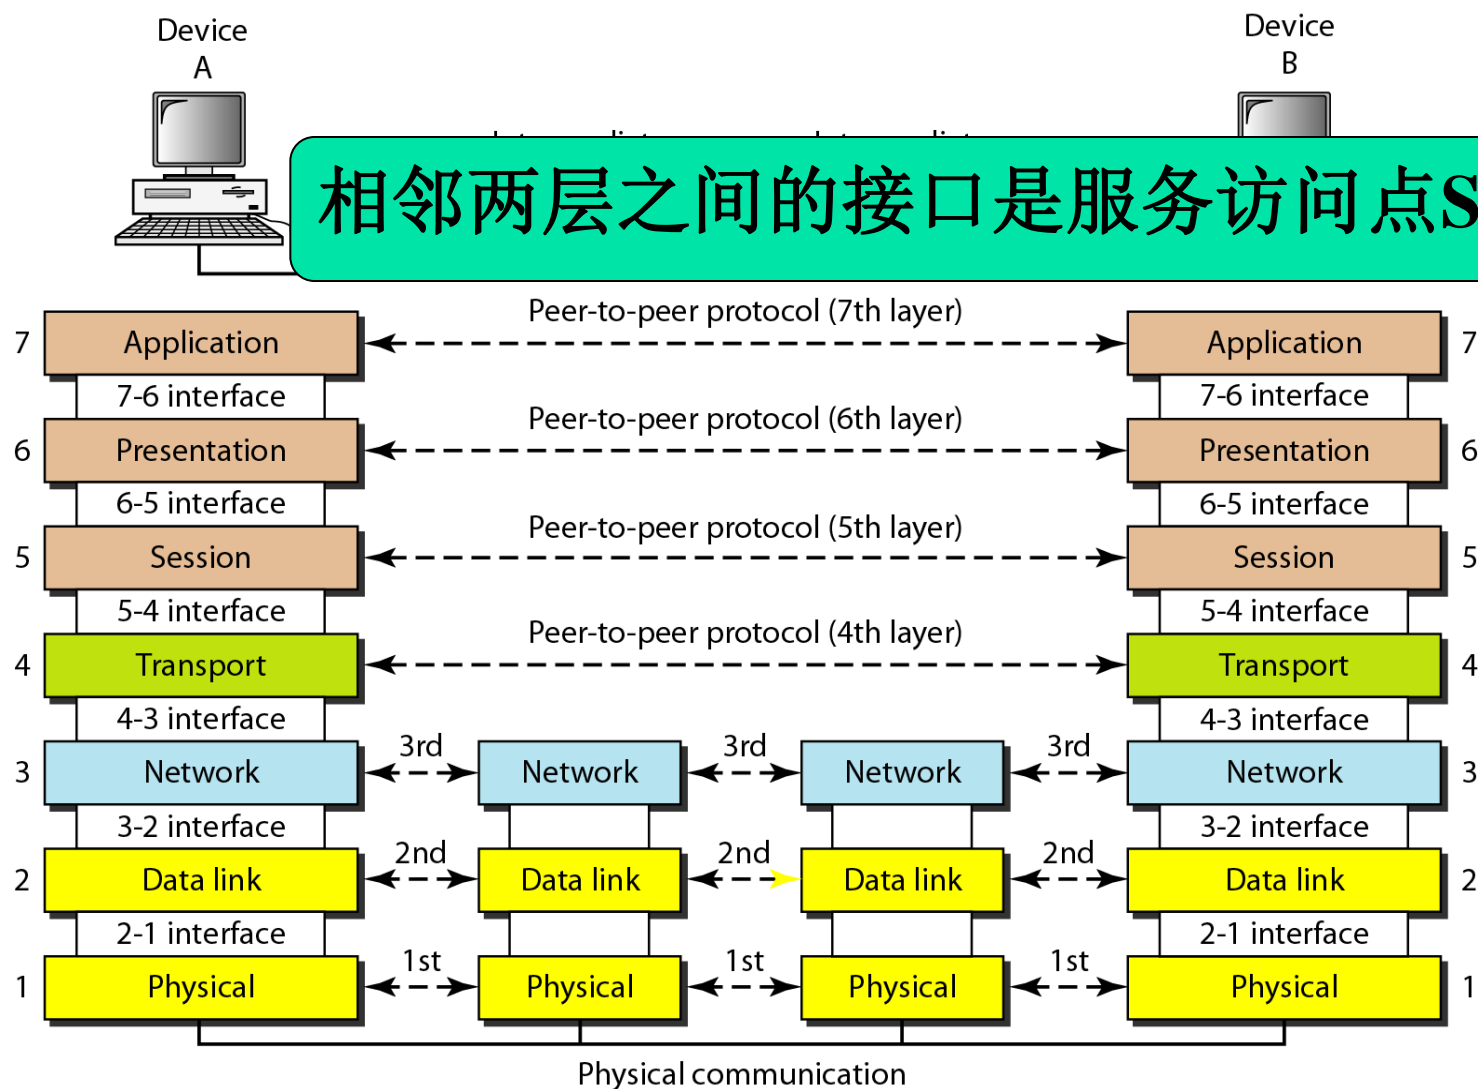 Device
A
Device
B
相邻两层之间的接口是服务访问点S
Peer-to-peer protocol (7th layer)
7 Application Application 7
7-6 interface 7-6 interface
Peer-to-peer protocol (6th layer)
6 Presentation Presentation 6
6-5 interface 6-5 interface
Peer-to-peer protocol (5th layer)
5 Session Session 5
5-4 interface 5-4 interface
Peer-to-peer protocol (4th layer)
4 Transport Transport 4
4-3 interface 4-3 interface
3rd 3rd 3rd
3 Network Network Network Network 3
3-2 interface 3-2 interface
2nd 2nd 2nd
2 Data link Data link Data link Data link 2
2-1 interface 2-1 interface
1st 1st 1st
1 Physical Physical Physical Physical 1
Physical communication